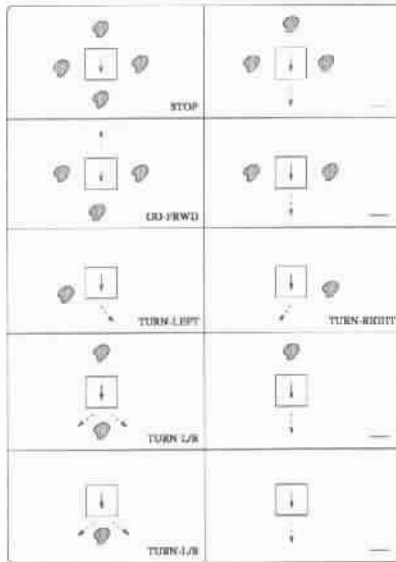 STOP
GO-FRWD
TURN-LEFT
TURN-RIGHT
TURN L/R
TURN-L/R